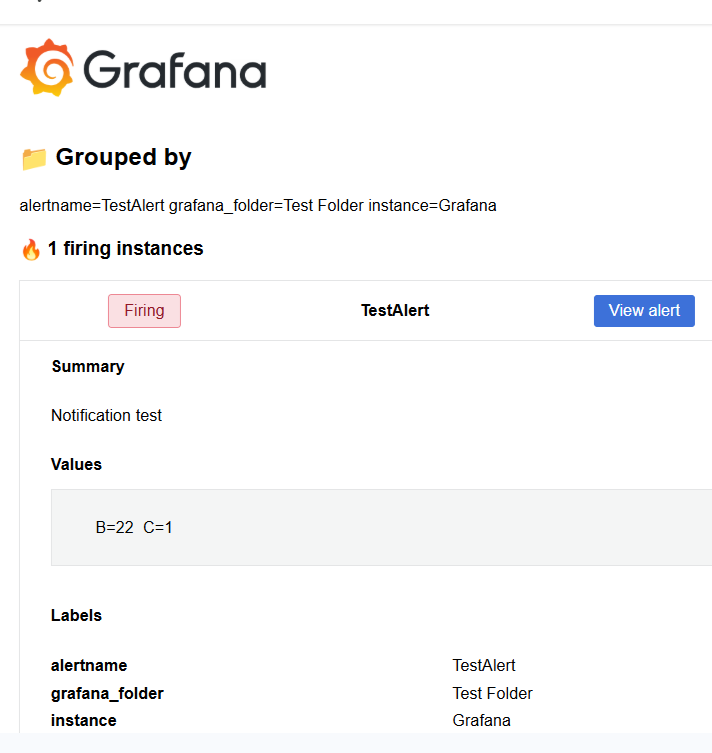 Grafana
📁 Grouped by
alertname=TestAlert grafana_folder=Test Folder instance=Grafana
🔥 1 firing instances
Firing TestAlert View alert
Summary
Notification test
Values
B=22 C=1
Labels
alertname TestAlert
grafana_folder Test Folder
instance Grafana